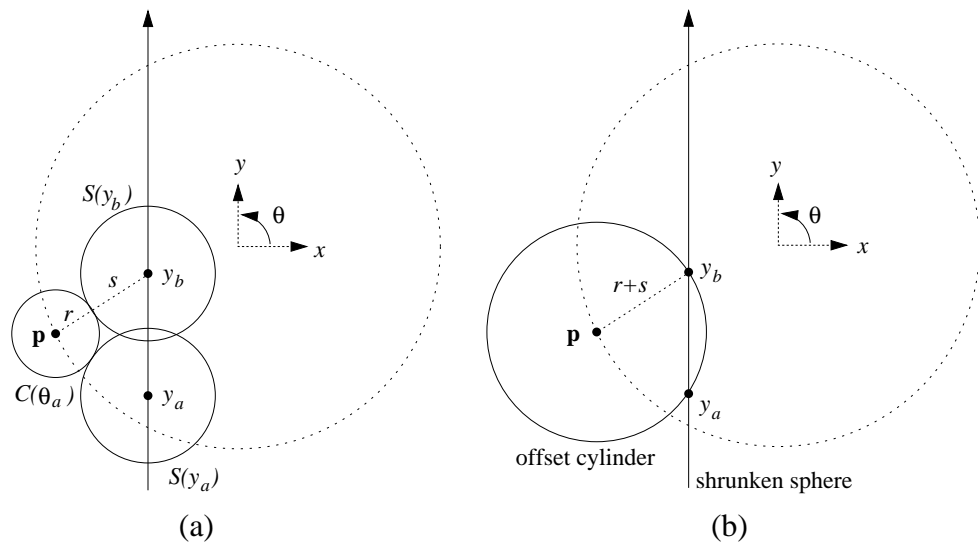 y
S(y_b)
θ
x
s
y_b
r
p
C(θ_a)
y_a
S(y_a)
(a)
y
θ
x
y_b
r+s
p
y_a
offset cylinder
shrunken sphere
(b)